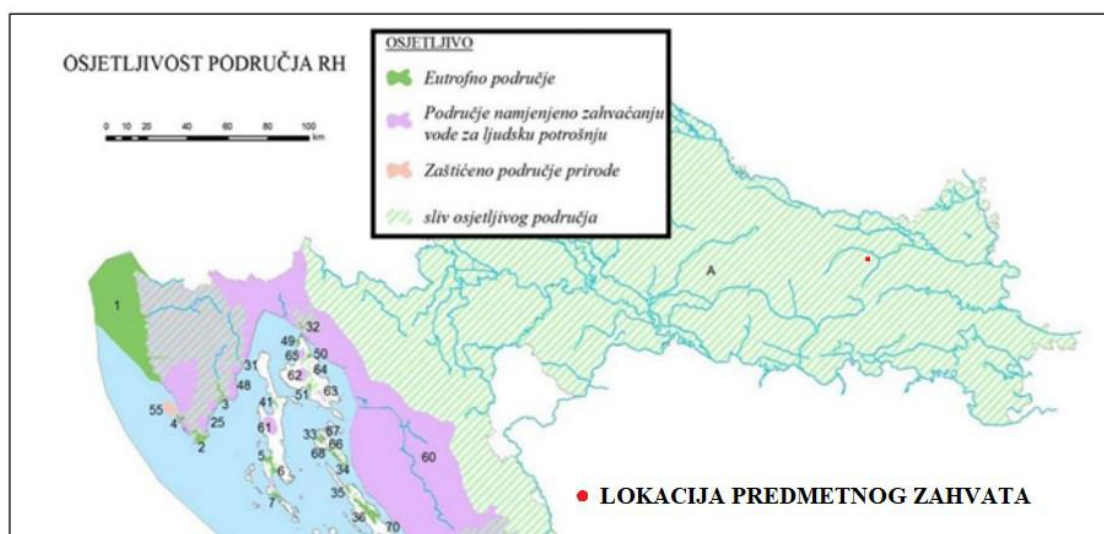 OSJETLJIVOST PODRUČJA RH
0 10 20 40 60 80 100
km
OSJETLJIVO
Eutrofno područje
Područje namjenjeno zahvaćanju
vode za ljudsku potrošnju
Zaštićeno područje prirode
sliv osjetljivog područja
A
1
32
49
65
50
31
62
64
48
51
63
3
41
55
4
25
61
33
67
2
66
60
68
5
34
6
35
7
36
70
LOKACIJA PREDMETNOG ZAHVATA